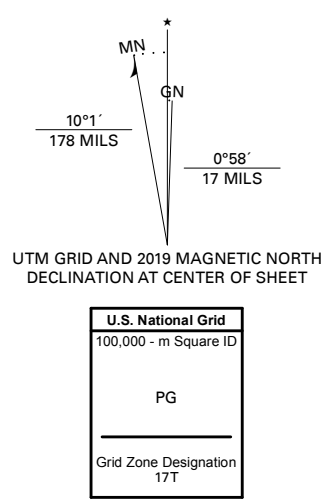 MN
GN
10°1´
178 MILS
0°58´
17 MILS
UTM GRID AND 2019 MAGNETIC NORTH
DECLINATION AT CENTER OF SHEET
U.S. National Grid
100,000 - m Square ID
PG
Grid Zone Designation
17T